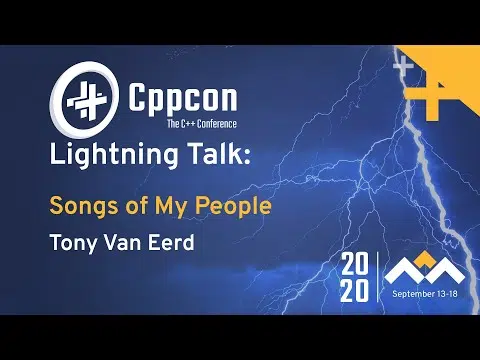 Cppcon
The C++ Conference
Lightning Talk:
Songs of My People
Tony Van Eerd
20
20
September 13-18